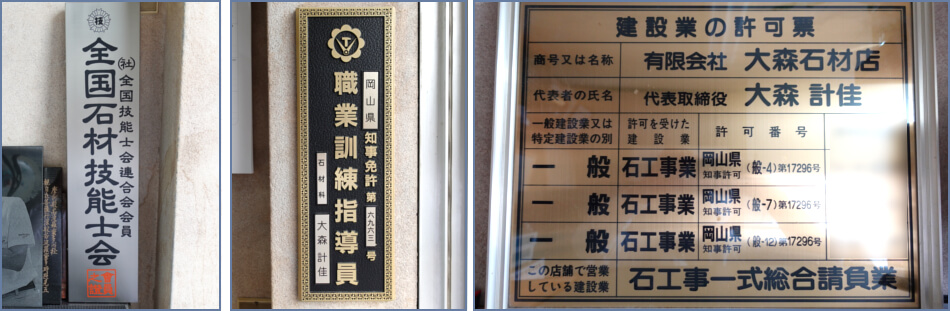 技
(社)全国技能士会連合会会員
全国石材技能士会
会員之証
岡山県知事免許第六九六三号
職業訓練指導員
石材科
大森計佳
建設業の許可票
商号又は名称 有限会社 大森石材店
代表者の氏名 代表取締役 大森 計佳
一般建設業又は特定建設業の別 許可を受けた建設業 許可番号
一般 石工事業 岡山県知事許可 (般-4)第17296号
一般 石工事業 岡山県知事許可 (般-7)第17296号
一般 石工事業 岡山県知事許可 (般-12)第17296号
この店舗で営業している建設業 石工事一式総合請負業